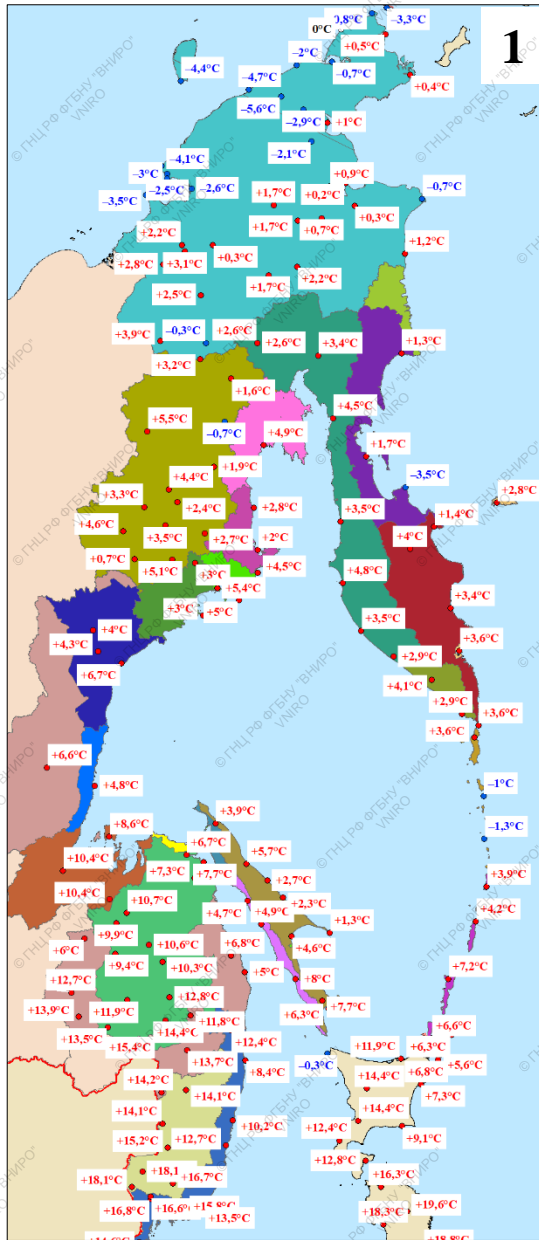 1
0°C
–0,8°C
–3,3°C
+0,5°C
–2°C
–0,7°C
–4,4°C
–4,7°C
+0,4°C
–5,6°C
–2,9°C
+1°C
–2,1°C
–4,1°C
–3°C
–2,5°C
–2,6°C
–3,5°C
+0,9°C
+0,2°C
–0,7°C
+1,7°C
+0,3°C
+1,7°C
+0,7°C
+2,2°C
+0,3°C
+1,2°C
+2,8°C
+3,1°C
+2,2°C
+1,7°C
+2,5°C
+3,9°C
–0,3°C
+2,6°C
+2,6°C
+3,4°C
+1,3°C
+3,2°C
+1,6°C
+5,5°C
–0,7°C
+4,5°C
+4,9°C
+1,7°C
+1,9°C
–3,5°C
+4,4°C
+3,3°C
+2,4°C
+2,8°C
+2,8°C
+4,6°C
+3,5°C
+3,5°C
+1,4°C
+2,7°C
+2°C
+4°C
+0,7°C
+5,1°C
+3°C
+4,5°C
+5,4°C
+4,8°C
+3°C
+5°C
+3,4°C
+4°C
+3,5°C
+4,3°C
+3,6°C
+2,9°C
+6,7°C
+4,1°C
+2,9°C
+3,6°C
+3,6°C
+6,6°C
+4,8°C
–1°C
+3,9°C
–1,3°C
+8,6°C
+6,7°C
+10,4°C
+7,3°C
+7,7°C
+5,7°C
+2,7°C
+3,9°C
+10,4°C
+2,3°C
+10,7°C
+4,7°C
+4,9°C
+1,3°C
+4,2°C
+9,9°C
+6°C
+10,6°C
+4,6°C
+9,4°C
+6,8°C
+10,3°C
+5°C
+8°C
+7,2°C
+12,7°C
+12,8°C
+7,7°C
+13,9°C
+11,9°C
+6,3°C
+11,8°C
+13,5°C
+14,4°C
+6,6°C
+15,4°C
+12,4°C
+11,9°C
+6,3°C
+13,7°C
+8,4°C
–0,3°C
+5,6°C
+6,8°C
+14,2°C
+14,1°C
+14,4°C
+7,3°C
+14,1°C
+10,2°C
+14,4°C
+12,4°C
+9,1°C
+15,2°C
+12,7°C
+12,8°C
+18,1
+16,7°C
+16,3°C
+18,1°C
+16,8°C
+16,6°
+15,8°C
+13,5°C
+19,6°C
+18,3°C
+18,8°C
© ГНЦ РФ ФГБНУ "ВНИРО"
VNIRO